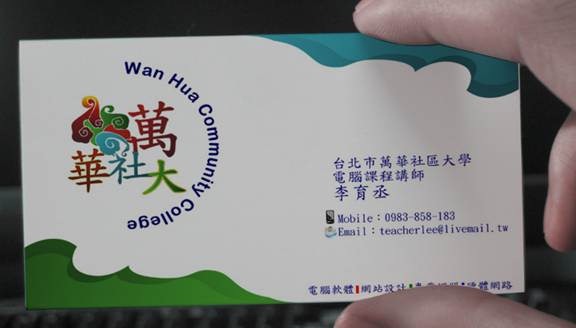 Wan Hua Community College
萬華社大
台北市萬華社區大學
電腦課程講師
李育丞
Mobile：0983-858-183
Email：teacherlee@livemail.tw
電腦軟體 網站設計